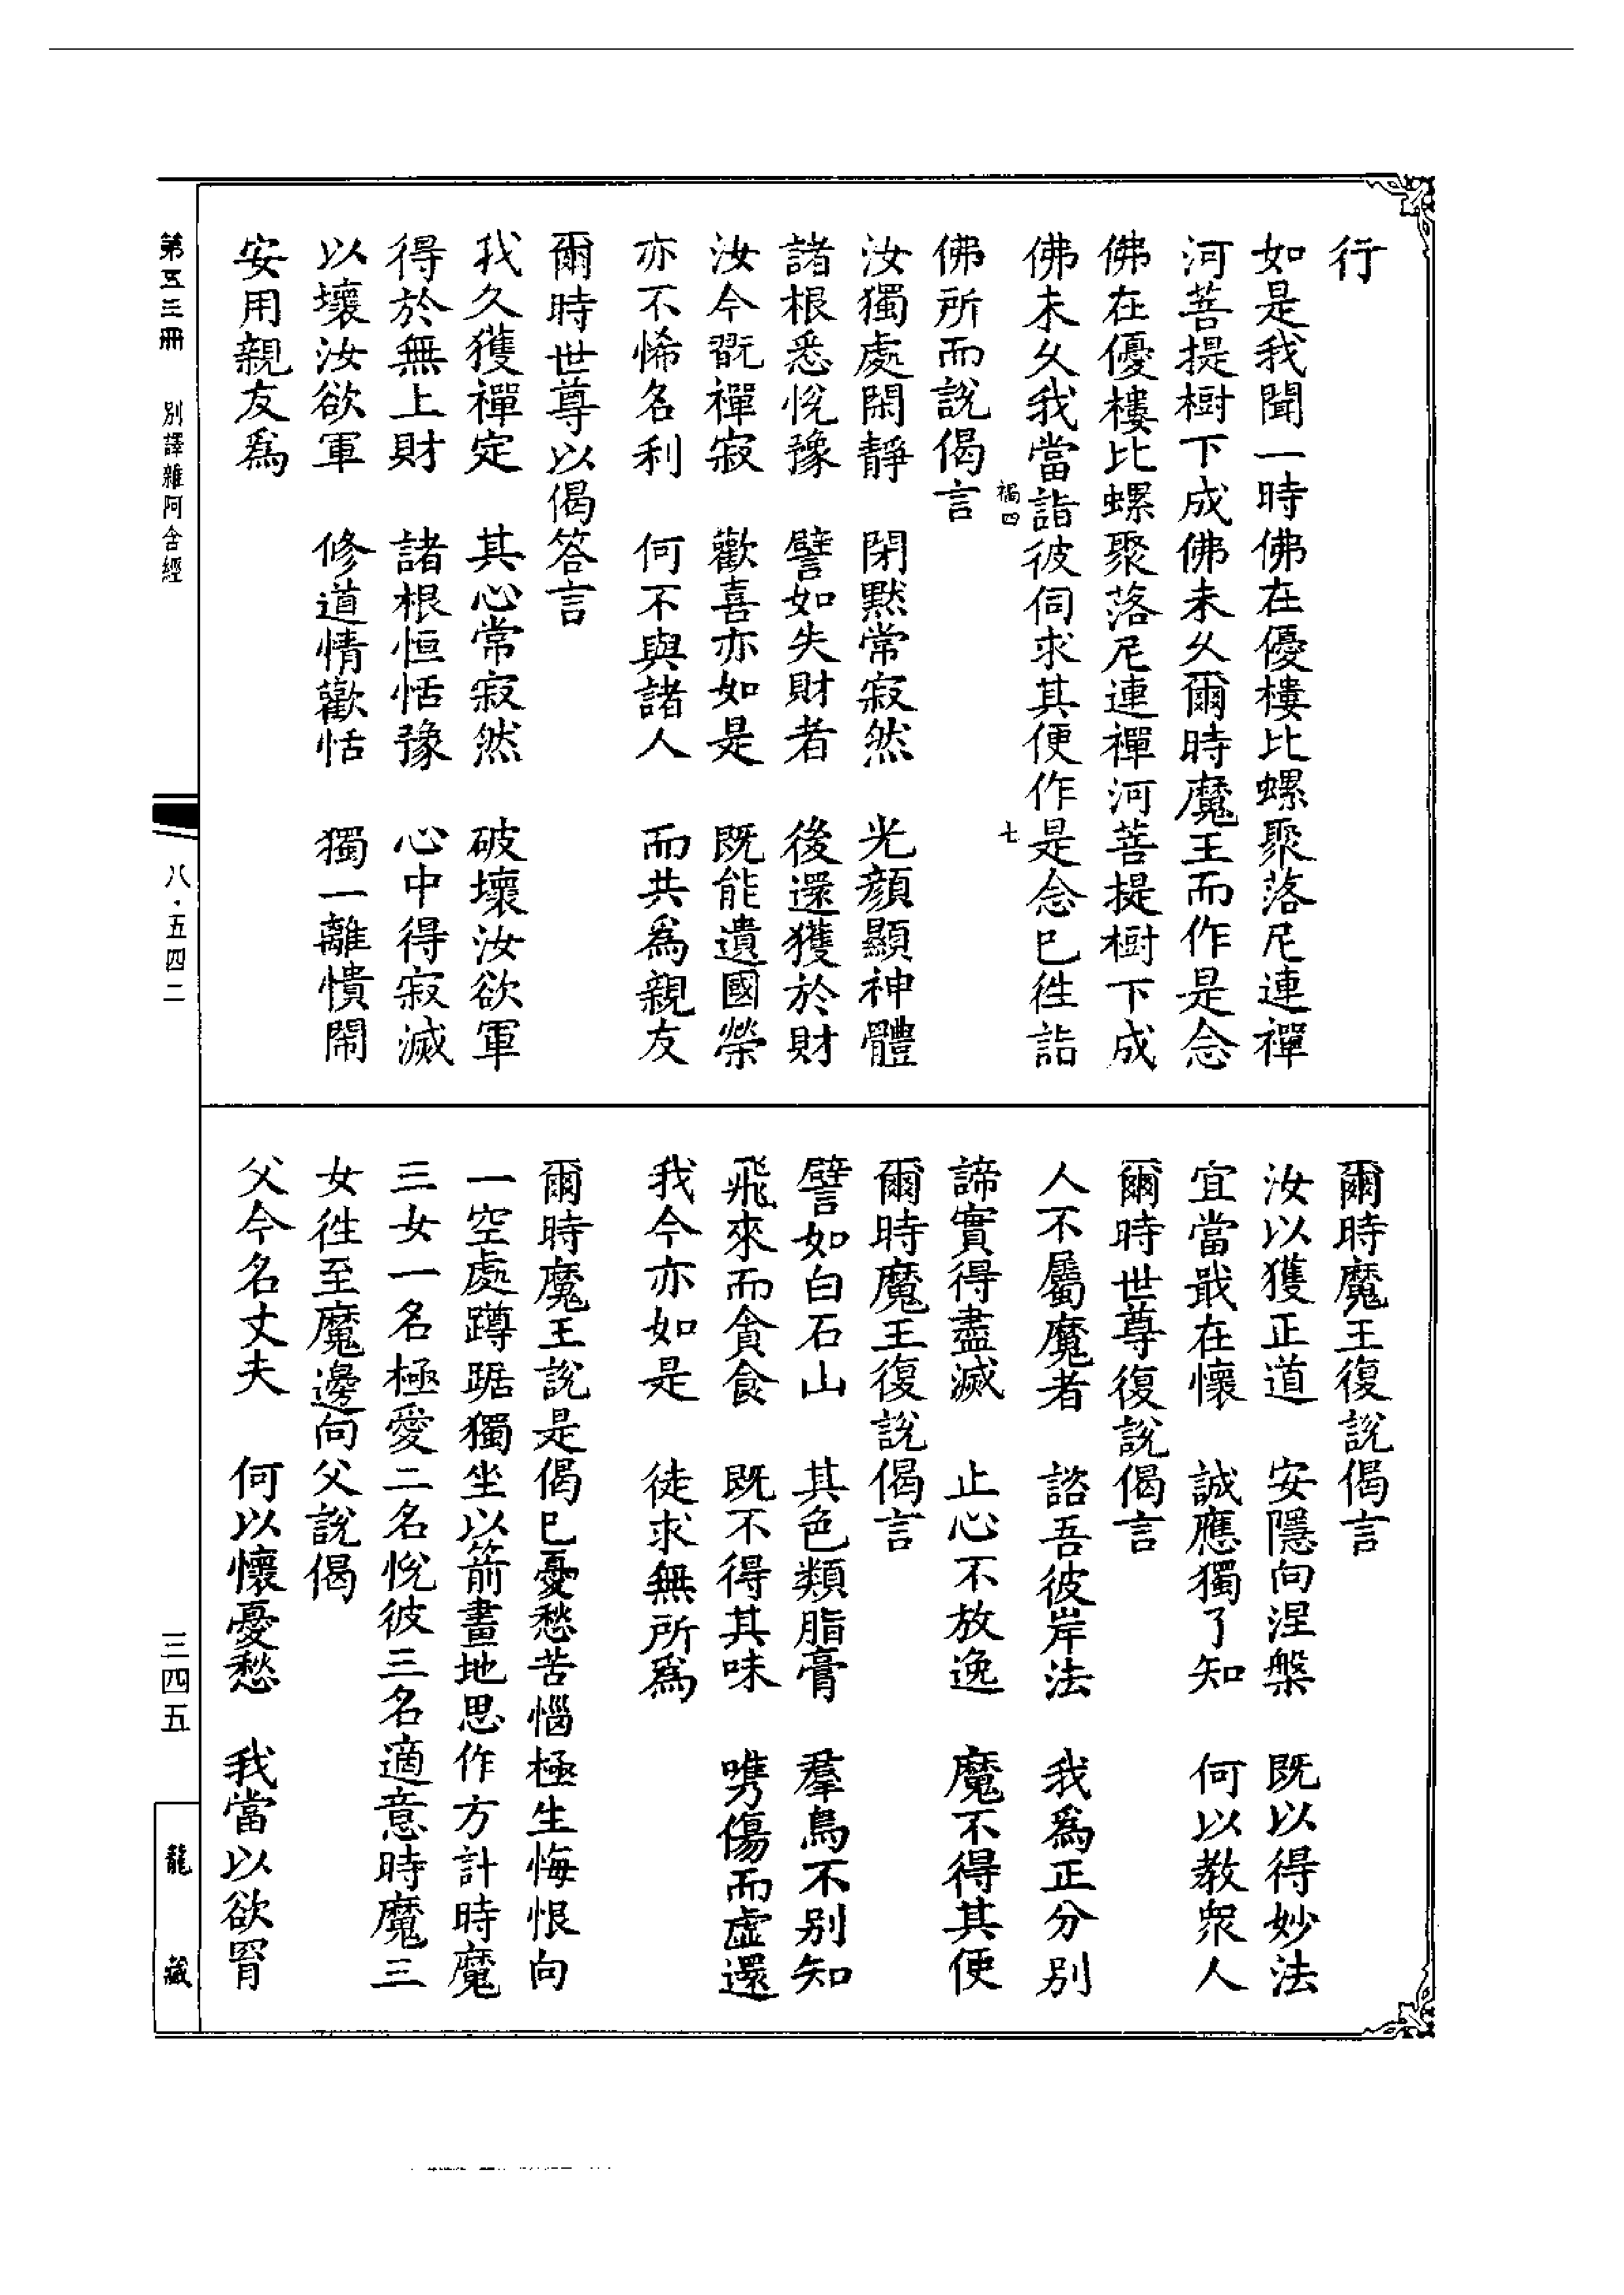 行
如是我聞一時佛在優樓比螺聚落尼連禪
河菩提樹下成佛未久爾時魔王而作是念
佛在優樓比螺聚落尼連禪河菩提樹下成
佛未久我當詣彼伺求其便作是念已往詣
禍四 七
佛所而說偈言
汝獨處閑靜 閉默常寂然 光顏顯神體
諸根悉悅豫 譬如失財者 後還獲於財
汝今翫禪寂 歡喜亦如是 既能遺國榮
亦不悕名利 何不與諸人 而共爲親友
爾時世尊以偈答言
我久獲禪定 其心常寂然 破壞汝欲軍
得於無上財 諸根恒恬豫 心中得寂滅
以壞汝欲軍 修道情歡恬 獨一離憒閙
安用親友爲
爾時魔王復說偈言
汝以獲正道 安隱向涅槃 既以得妙法
宜當戢在懷 誠應獨了知 何以教衆人
爾時世尊復說偈言
人不屬魔者 諮吾彼岸法 我爲正分別
諦實得盡滅 止心不放逸 魔不得其便
爾時魔王復說偈言
譬如白石山 其色類脂膏 羣鳥不別知
飛來而貪食 既不得其味 㗲傷而虛還
我今亦如是 徒求無所爲
爾時魔王說是偈已憂愁苦惱極生悔恨向
一空處蹲踞獨坐以箭畫地思作方計時魔
三女一名極愛二名悅彼三名適意時魔三
女往至魔邊向父說偈
父今名丈夫 何以懷憂愁 我當以欲罥
第五三冊 別譯雜阿含經 八·五四二 三四五 龍藏